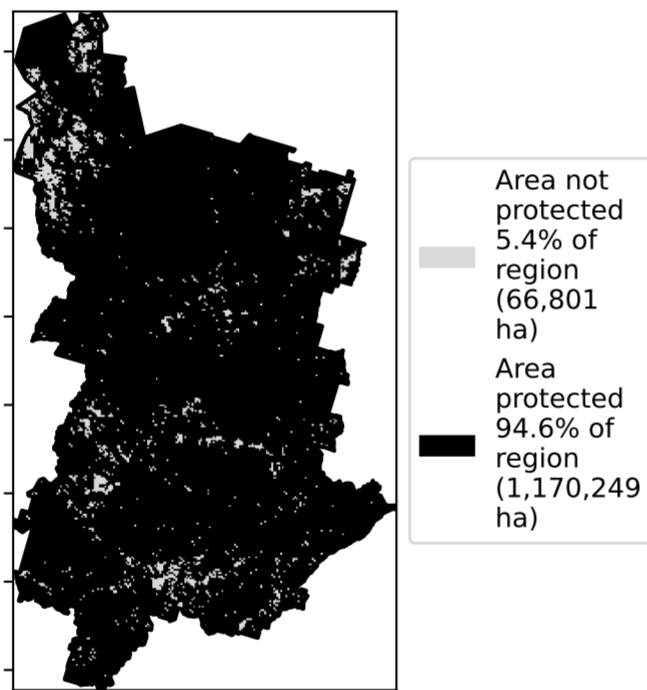 Area not
protected
5.4% of
region
(66,801
ha)
Area
protected
94.6% of
region
(1,170,249
ha)